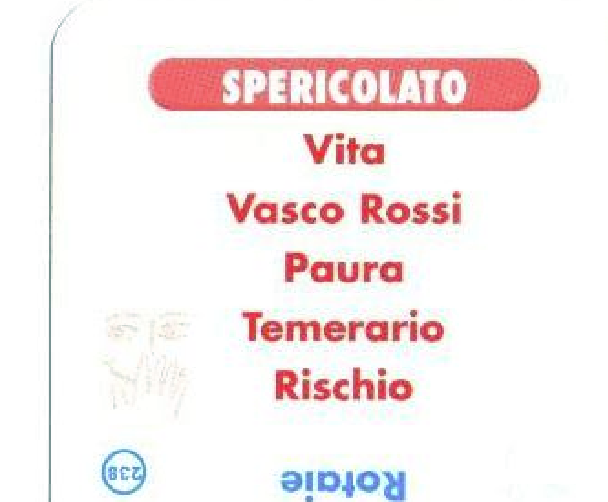 SPERICOLATO
Vita
Vasco Rossi
Paura
Temerario
Rischio
238
Rotaie